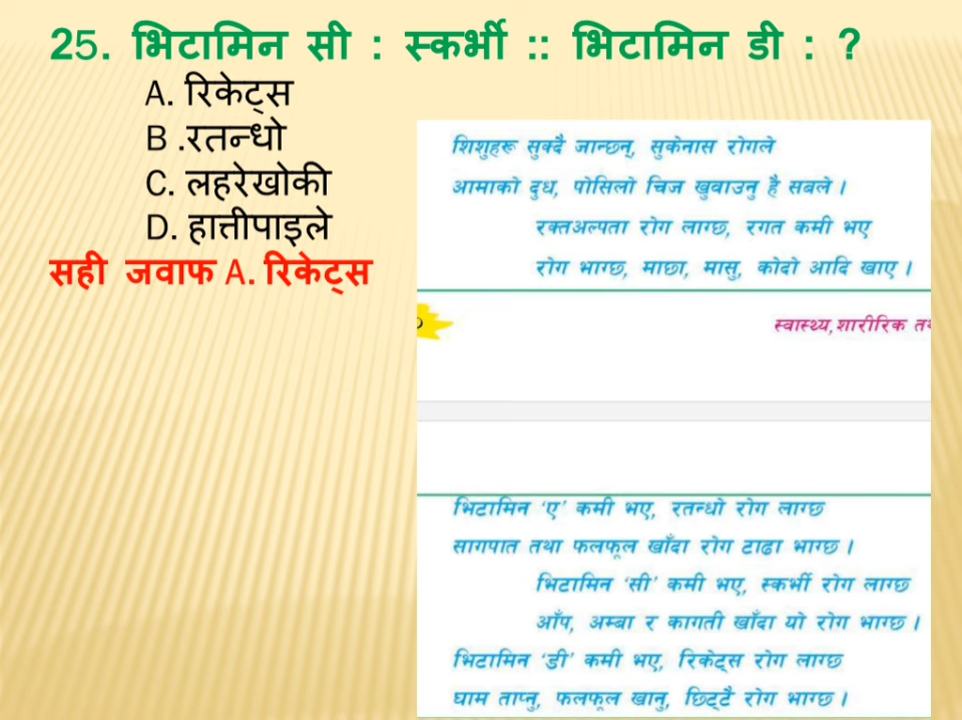 25. भिटामिन सी : स्कर्भी :: भिटामिन डी : ?
A. रिकेट्स
B .रतन्धो
C. लहरेखोकी
D. हात्तीपाइले
सही जवाफ A. रिकेट्स
शिशुहरू सुक्दै जान्छन्, सुकेनास रोगले
आमाको दुध, पोसिलो चिज खुवाउनु है सबले ।
रक्तअल्पता रोग लाग्छ, रगत कमी भए
रोग भाग्छ, माछा, मासु, कोदो आदि खाए ।
स्वास्थ्य, शारीरिक
भिटामिन ‘ए’ कमी भए, रतन्धो रोग लाग्छ
सागपात तथा फलफूल खाँदा रोग टाढा भाग्छ ।
भिटामिन ‘सी’ कमी भए, स्कर्भी रोग लाग्छ
आँप, अम्बा र कागती खाँदा यो रोग भाग्छ ।
भिटामिन ‘डी’ कमी भए, रिकेट्स रोग लाग्छ
घाम ताप्नु, फलफूल खानु, छिट्टै रोग भाग्छ ।